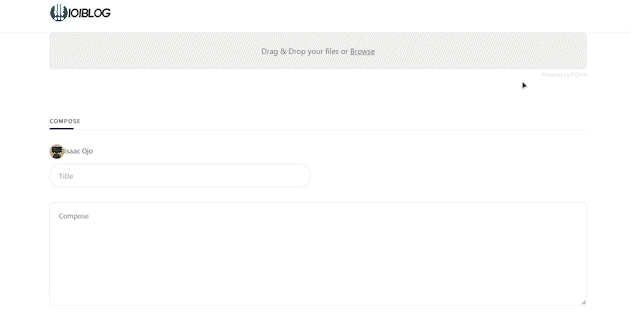 IOIBLOG
Drag & Drop your files or Browse
Powered by PQINA
COMPOSE
Isaac Ojo
Title
Compose